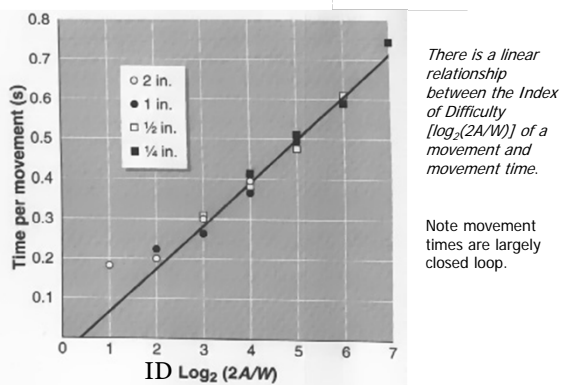 0.8
0.7
0.6
0.5
0.4
0.3
0.2
0.1
Time per movement (s)
2 in.
1 in.
½ in.
¼ in.
0 1 2 3 4 5 6 7
ID Log₂ (2A/W)
There is a linear
relationship
between the Index
of Difficulty
[log₂(2A/W)] of a
movement and
movement time.
Note movement
times are largely
closed loop.